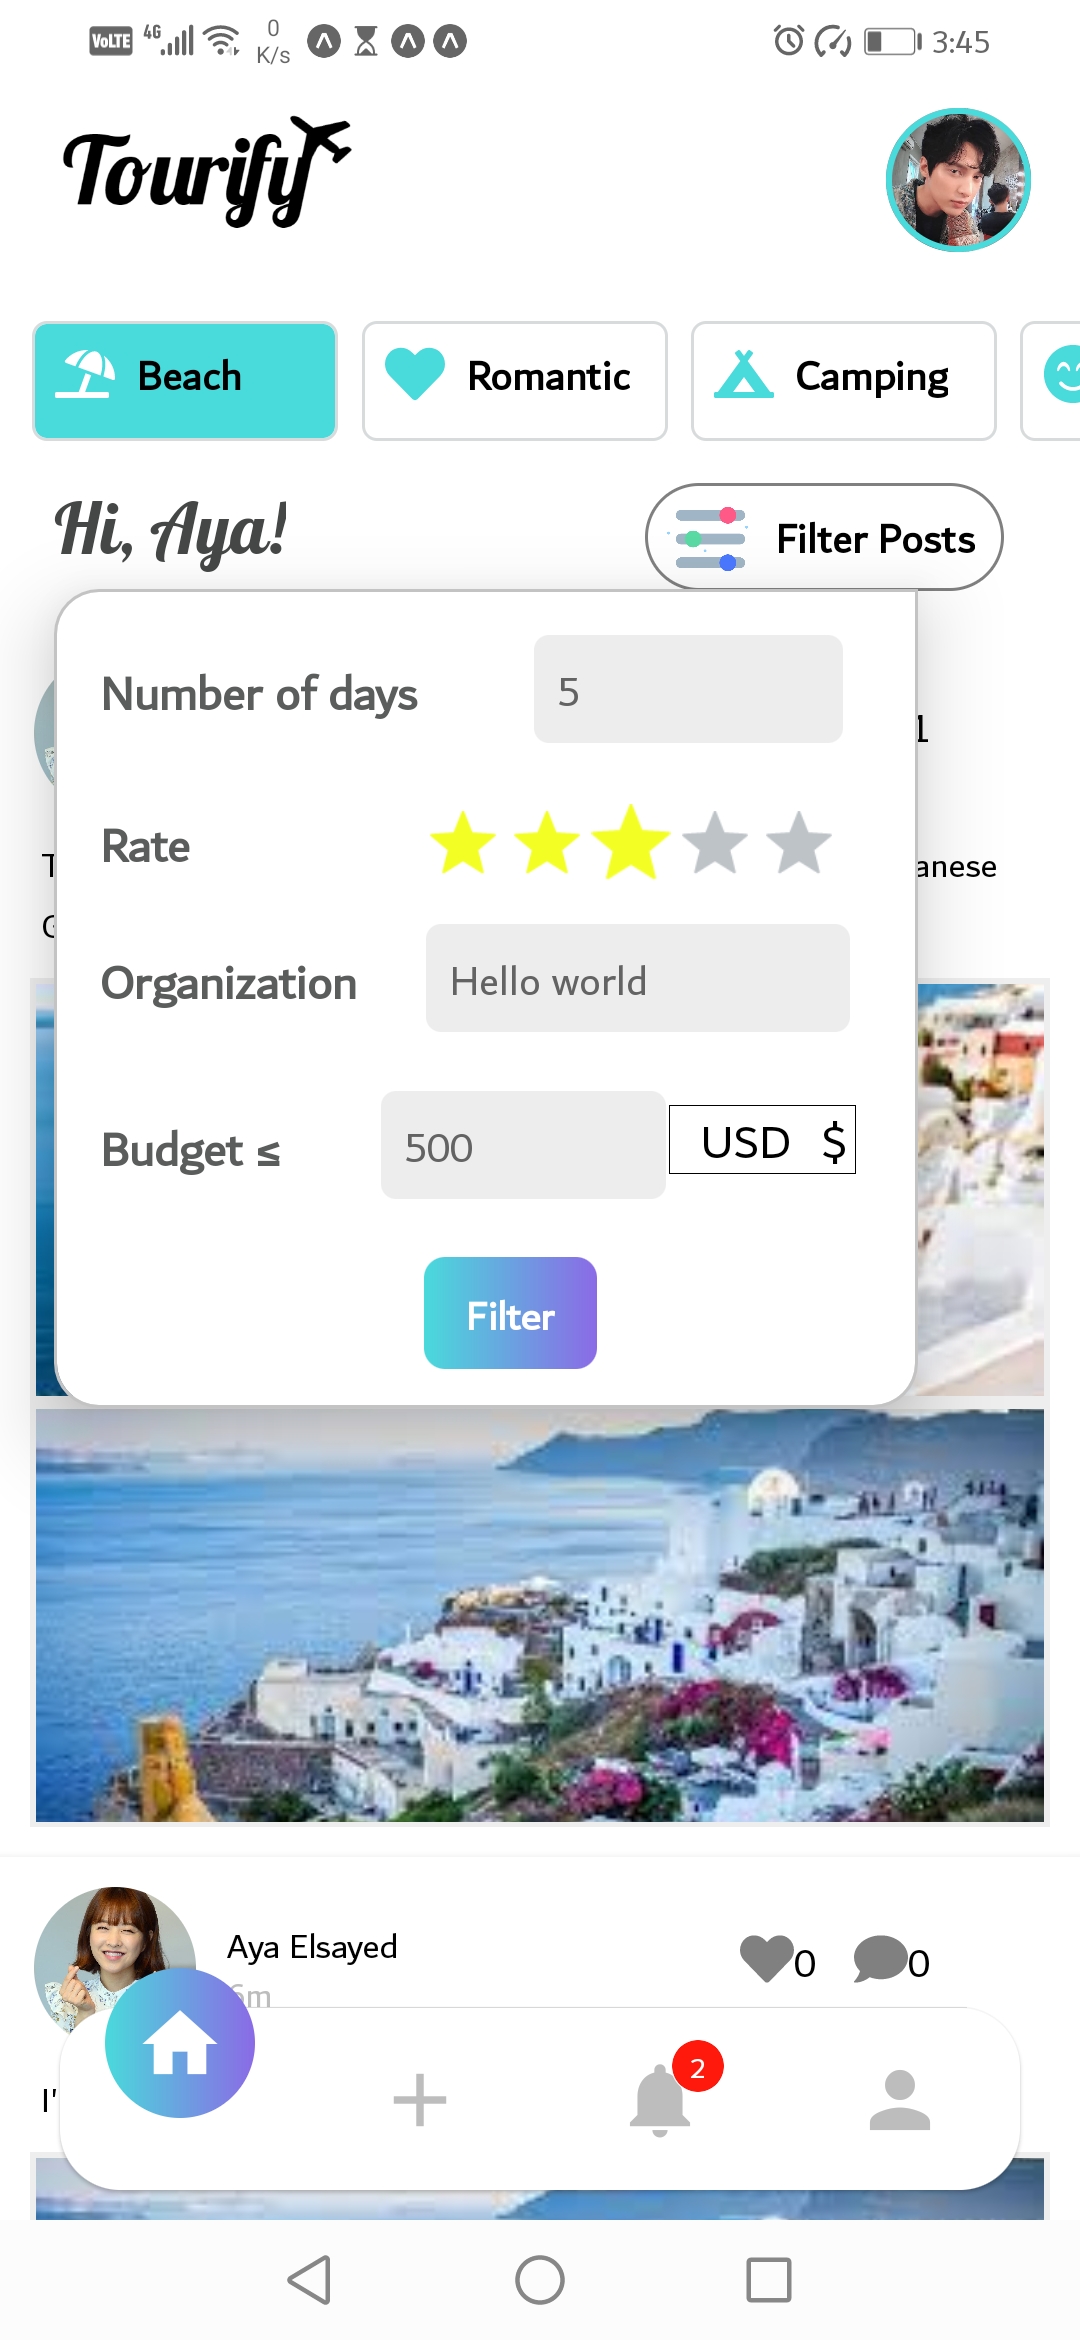 VoLTE 4G 0 K/s 3:45
Tourify
Beach Romantic Camping
Hi, Aya!
Filter Posts
Number of days 5
1
Rate
anese
Organization Hello world
Budget ≤ 500 USD $
Filter
Aya Elsayed 0 0
6m
2
I'